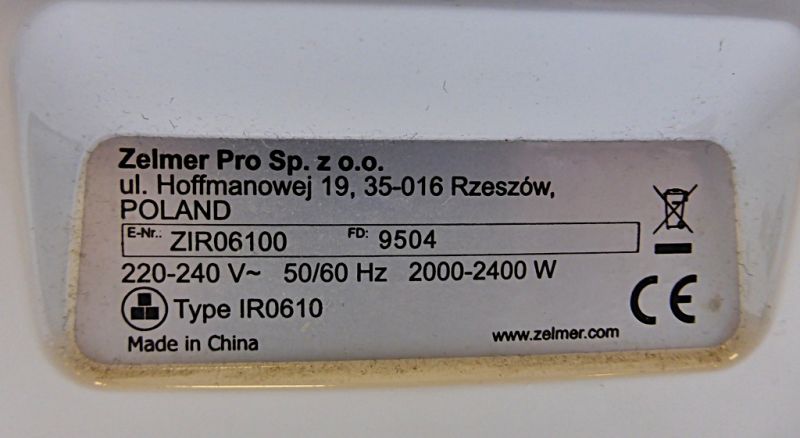 Zelmer Pro Sp. z o.o.
ul. Hoffmanowej 19, 35-016 Rzeszów,
POLAND
E-Nr.: ZIR06100 FD: 9504
220-240 V~ 50/60 Hz 2000-2400 W
Type IR0610
CE
Made in China
www.zelmer.com